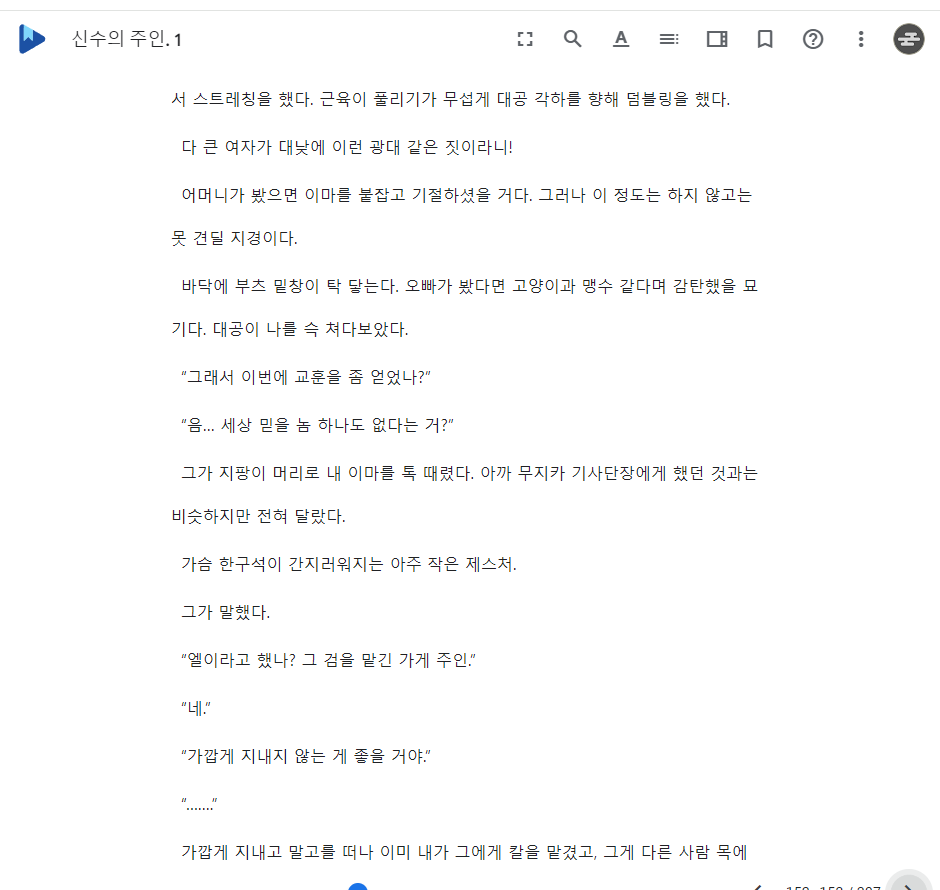 신수의 주인. 1
서 스트레칭을 했다. 근육이 풀리기가 무섭게 대공 각하를 향해 덤블링을 했다.
다 큰 여자가 대낮에 이런 광대 같은 짓이라니!
어머니가 봤으면 이마를 붙잡고 기절하셨을 거다. 그러나 이 정도는 하지 않고는
못 견딜 지경이다.
바닥에 부츠 밑창이 탁 닿는다. 오빠가 봤다면 고양이과 맹수 같다며 감탄했을 묘
기다. 대공이 나를 슥 쳐다보았다.
“그래서 이번에 교훈을 좀 얻었나?”
“음... 세상 믿을 놈 하나도 없다는 거?”
그가 지팡이 머리로 내 이마를 톡 때렸다. 아까 무지카 기사단장에게 했던 것과는
비슷하지만 전혀 달랐다.
가슴 한구석이 간지러워지는 아주 작은 제스처.
그가 말했다.
“엘이라고 했나? 그 검을 맡긴 가게 주인.”
“네.”
“가깝게 지내지 않는 게 좋을 거야.”
“.......”
가깝게 지내고 말고를 떠나 이미 내가 그에게 칼을 맡겼고, 그게 다른 사람 목에